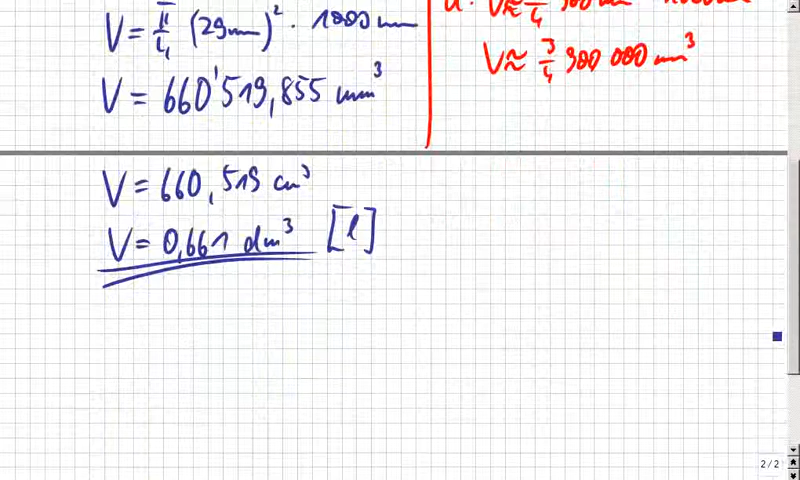 V = π/4 (29mm)² · 1000 mm
V = 660'519,855 mm³
V ≈ 3/4 900 000 mm³
V = 660,519 cm³
V = 0,661 dm³ [l]
2/2